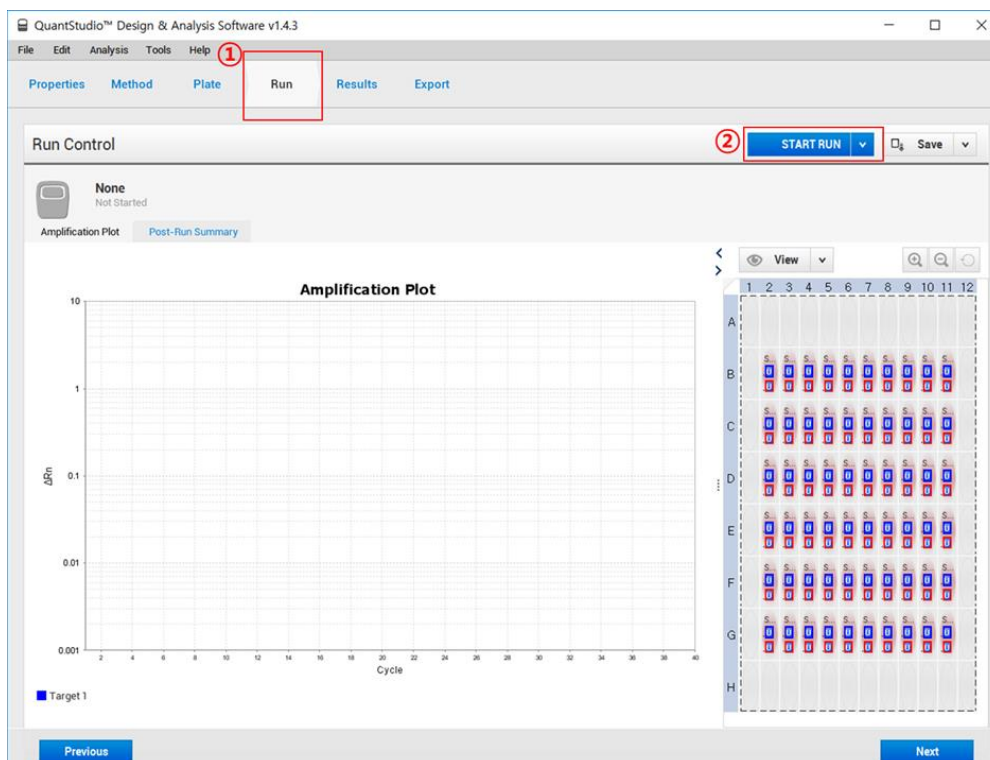 QuantStudio™ Design & Analysis Software v1.4.3
File Edit Analysis Tools Help
①
Properties Method Plate Run Results Export
Run Control
②
START RUN
Save
None
Not Started
Amplification Plot Post-Run Summary
View
Amplification Plot
10
1
0.1
0.01
0.001
ΔRn
2 4 6 8 10 12 14 16 18 20 22 24 26 28 30 32 34 36 38 40
Cycle
Target 1
1 2 3 4 5 6 7 8 9 10 11 12
A
B
S... S... S... S... S... S... S... S... S... S...
C
S... S... S... S... S... S... S... S... S... S...
D
S... S... S... S... S... S... S... S... S... S...
E
S... S... S... S... S... S... S... S... S... S...
F
S... S... S... S... S... S... S... S... S... S...
G
S... S... S... S... S... S... S... S... S... S...
H
Previous
Next